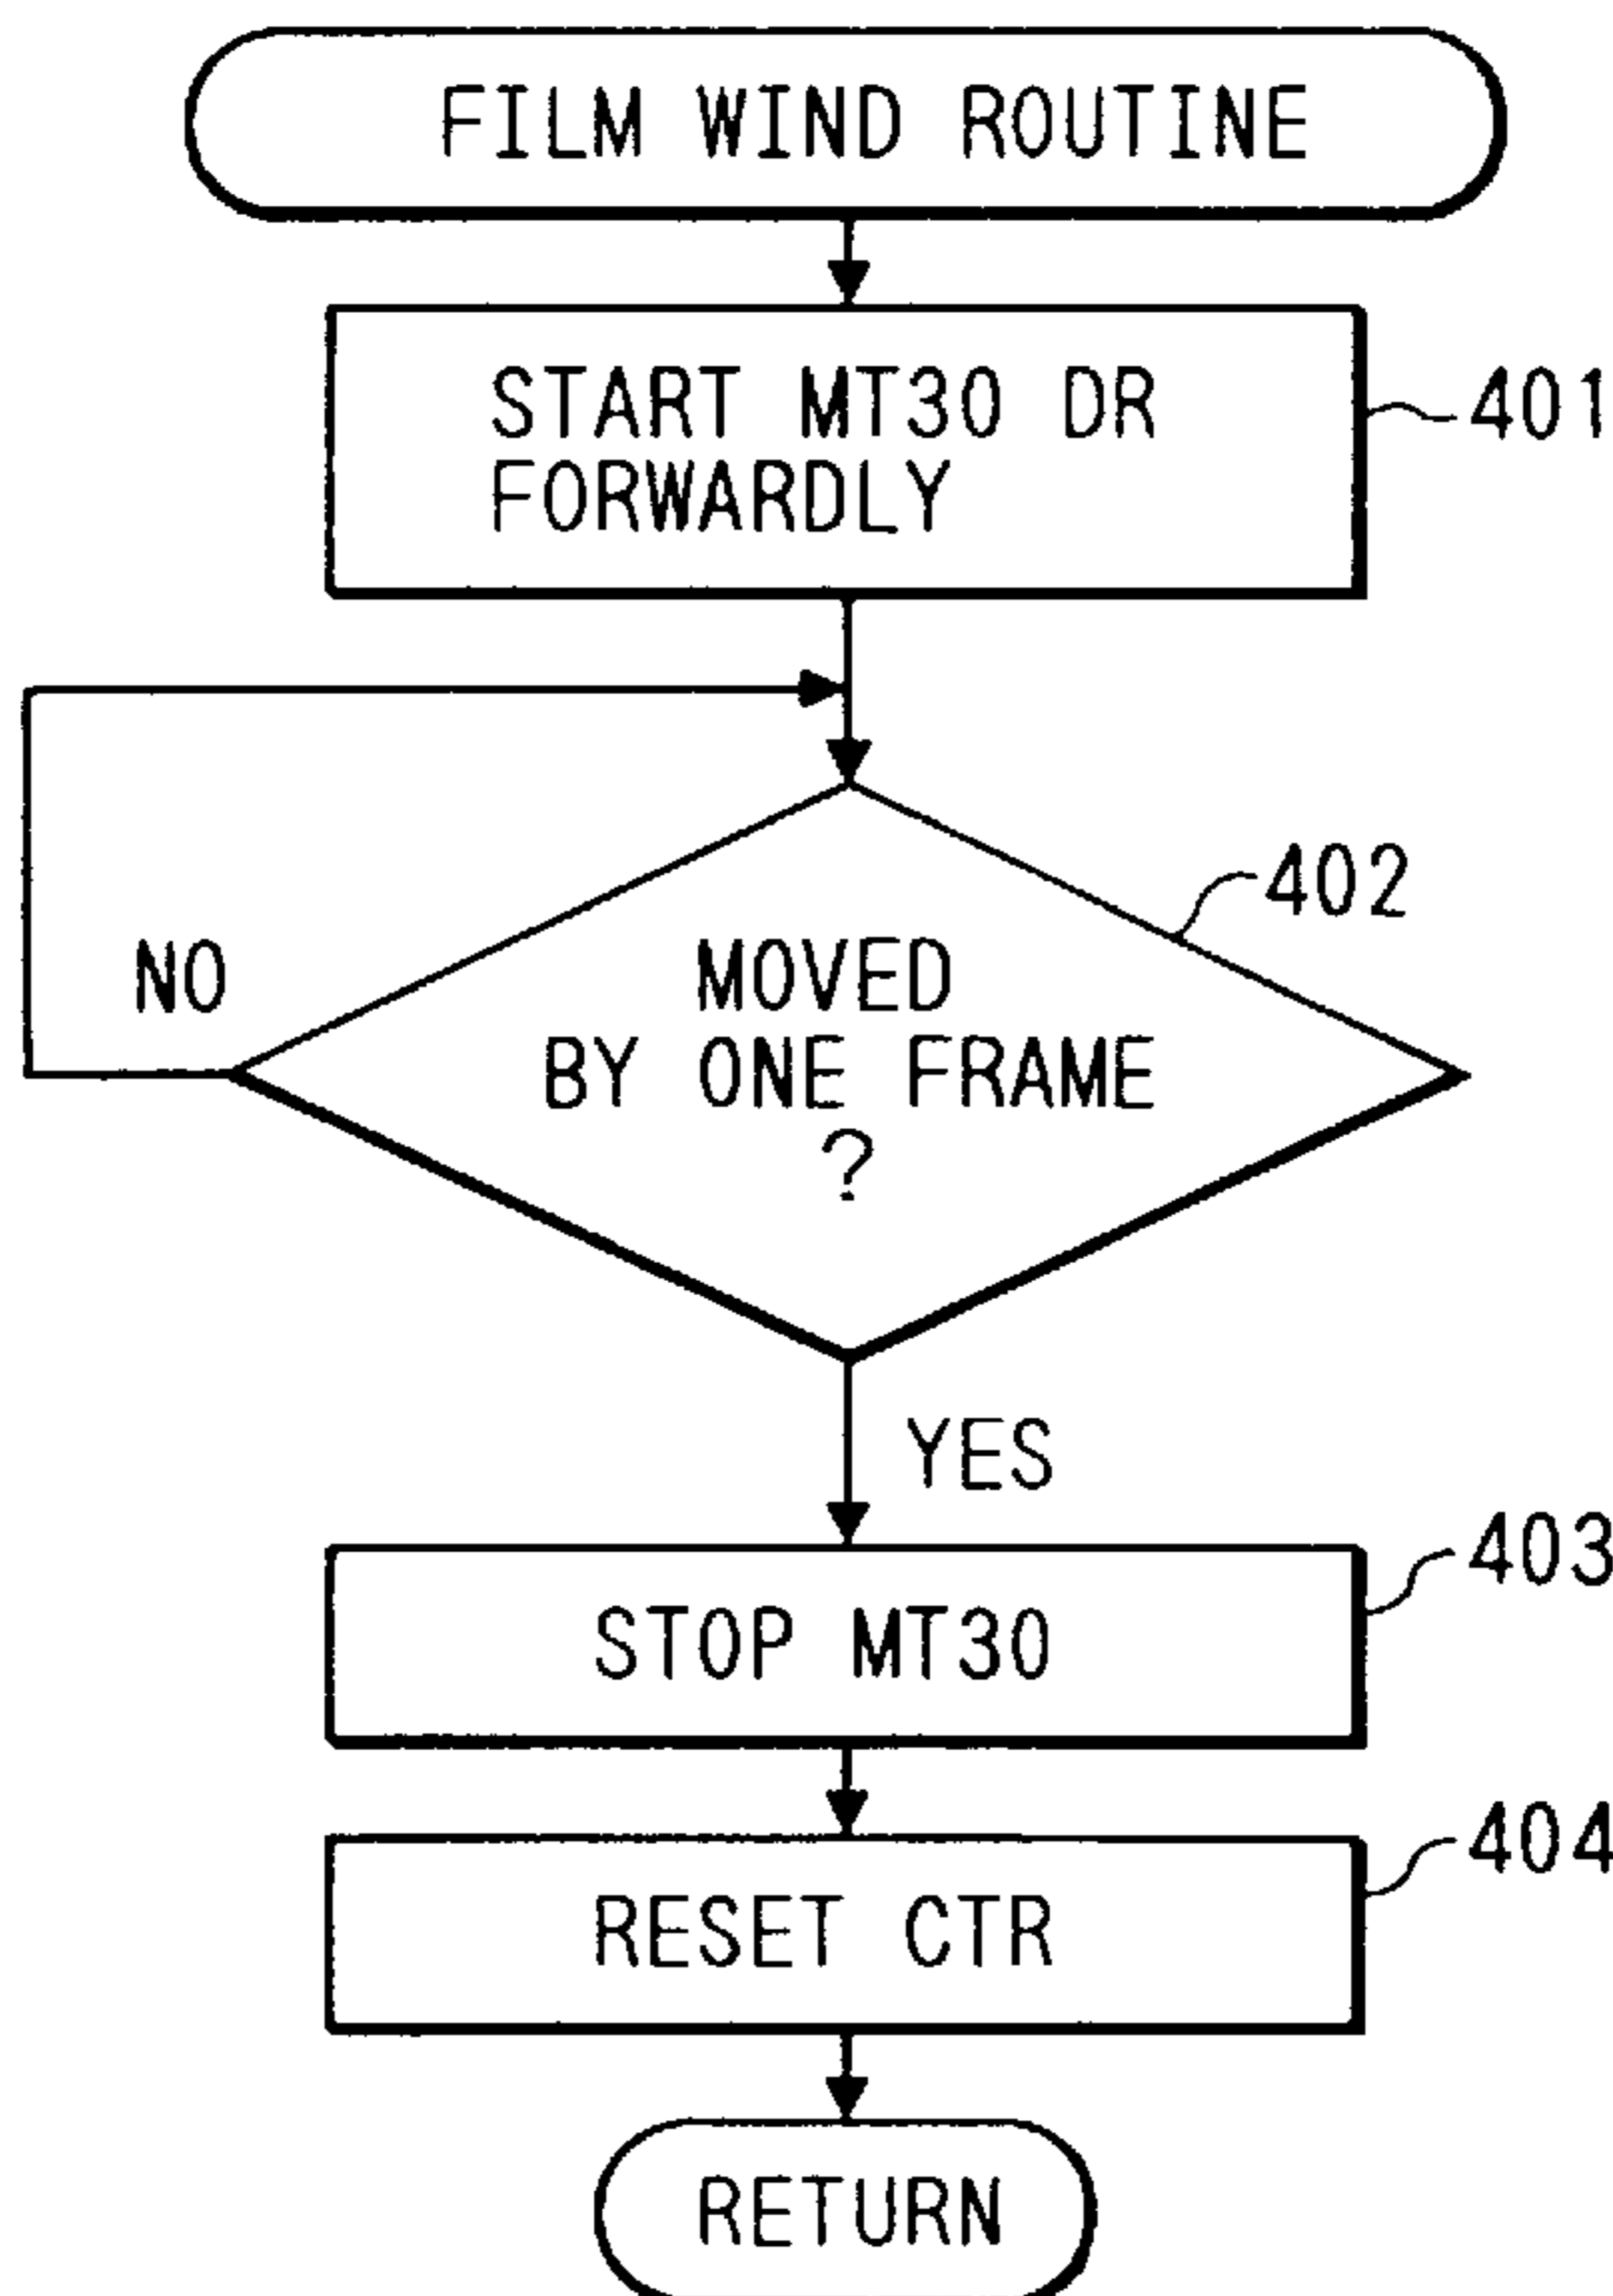 FILM WIND ROUTINE
START MT30 DR
FORWARDLY
401
402
NO
MOVED
BY ONE FRAME
?
YES
403
STOP MT30
404
RESET CTR
RETURN